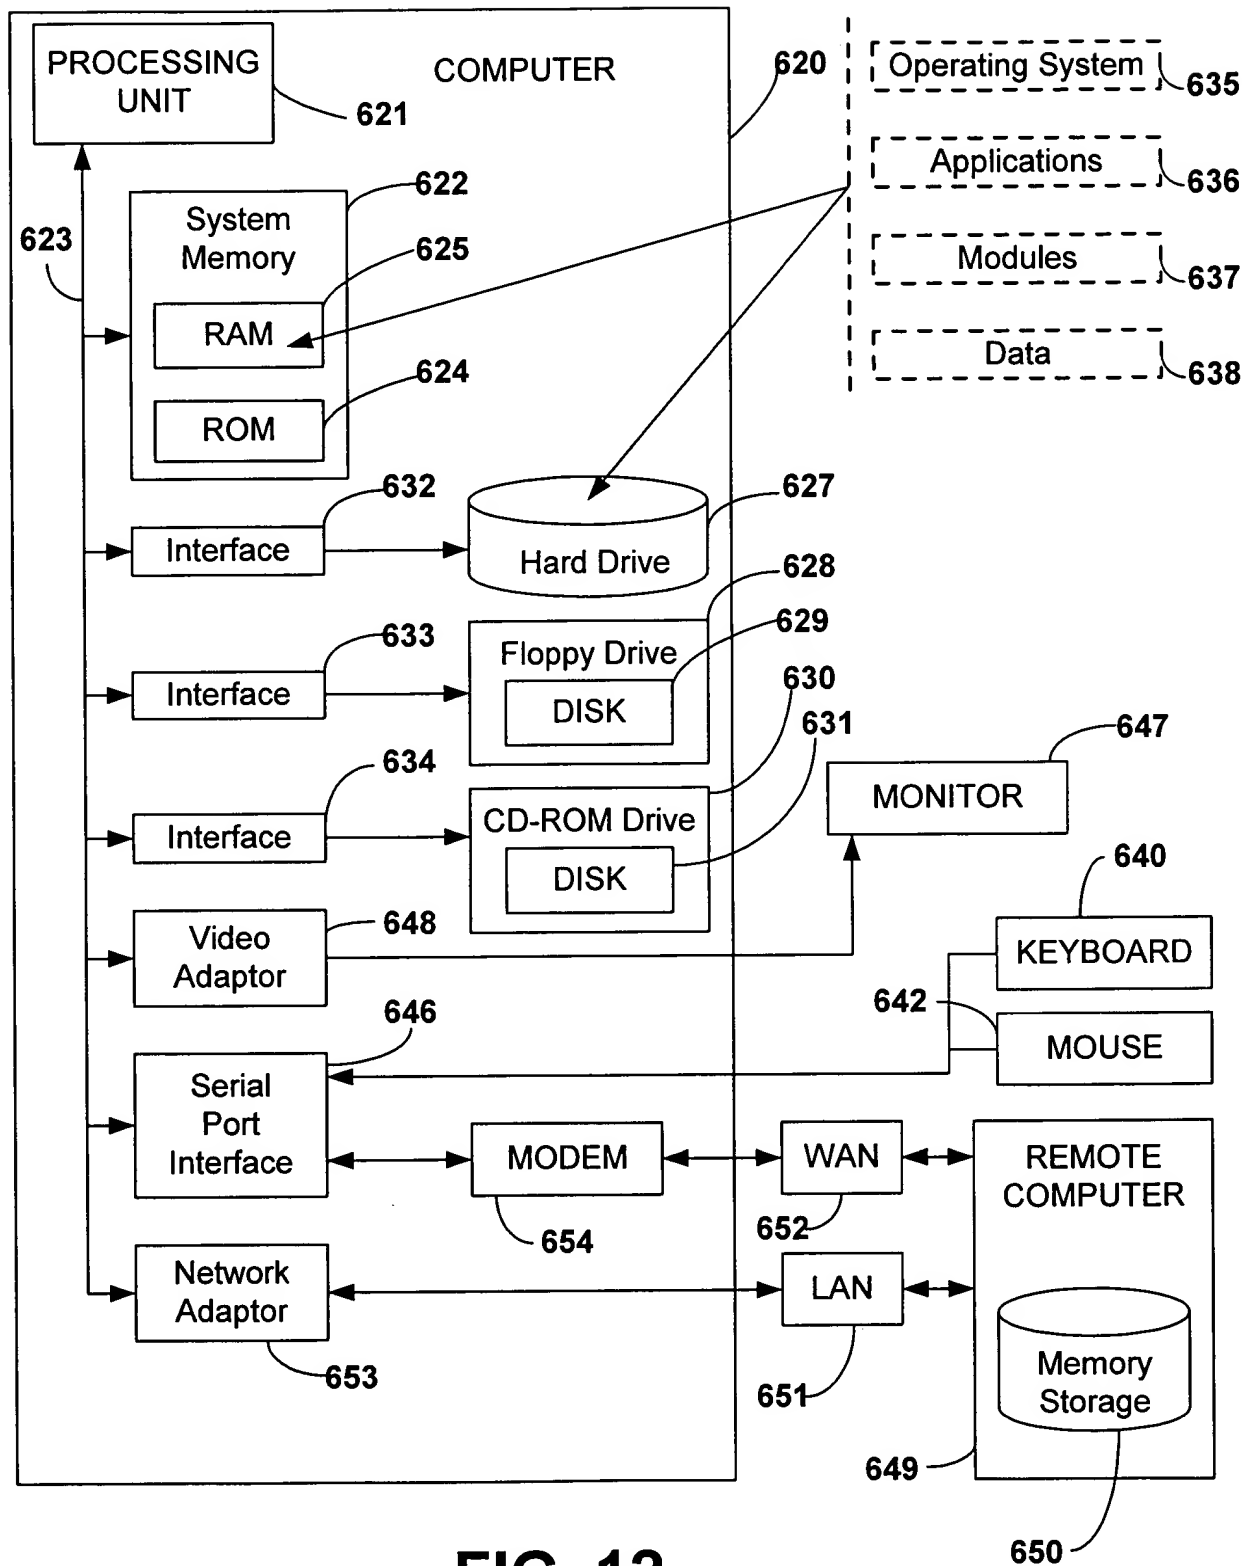 PROCESSING
UNIT
621
COMPUTER
620
Operating System
635
Applications
636
Modules
637
Data
638
623
System
Memory
622
625
RAM
624
ROM
632
Interface
Hard Drive
627
633
Interface
628
Floppy Drive
629
DISK
634
Interface
630
CD-ROM Drive
631
DISK
647
MONITOR
648
Video
Adaptor
640
KEYBOARD
642
MOUSE
646
Serial
Port
Interface
MODEM
654
WAN
652
REMOTE
COMPUTER
Network
Adaptor
653
LAN
651
Memory
Storage
649
650